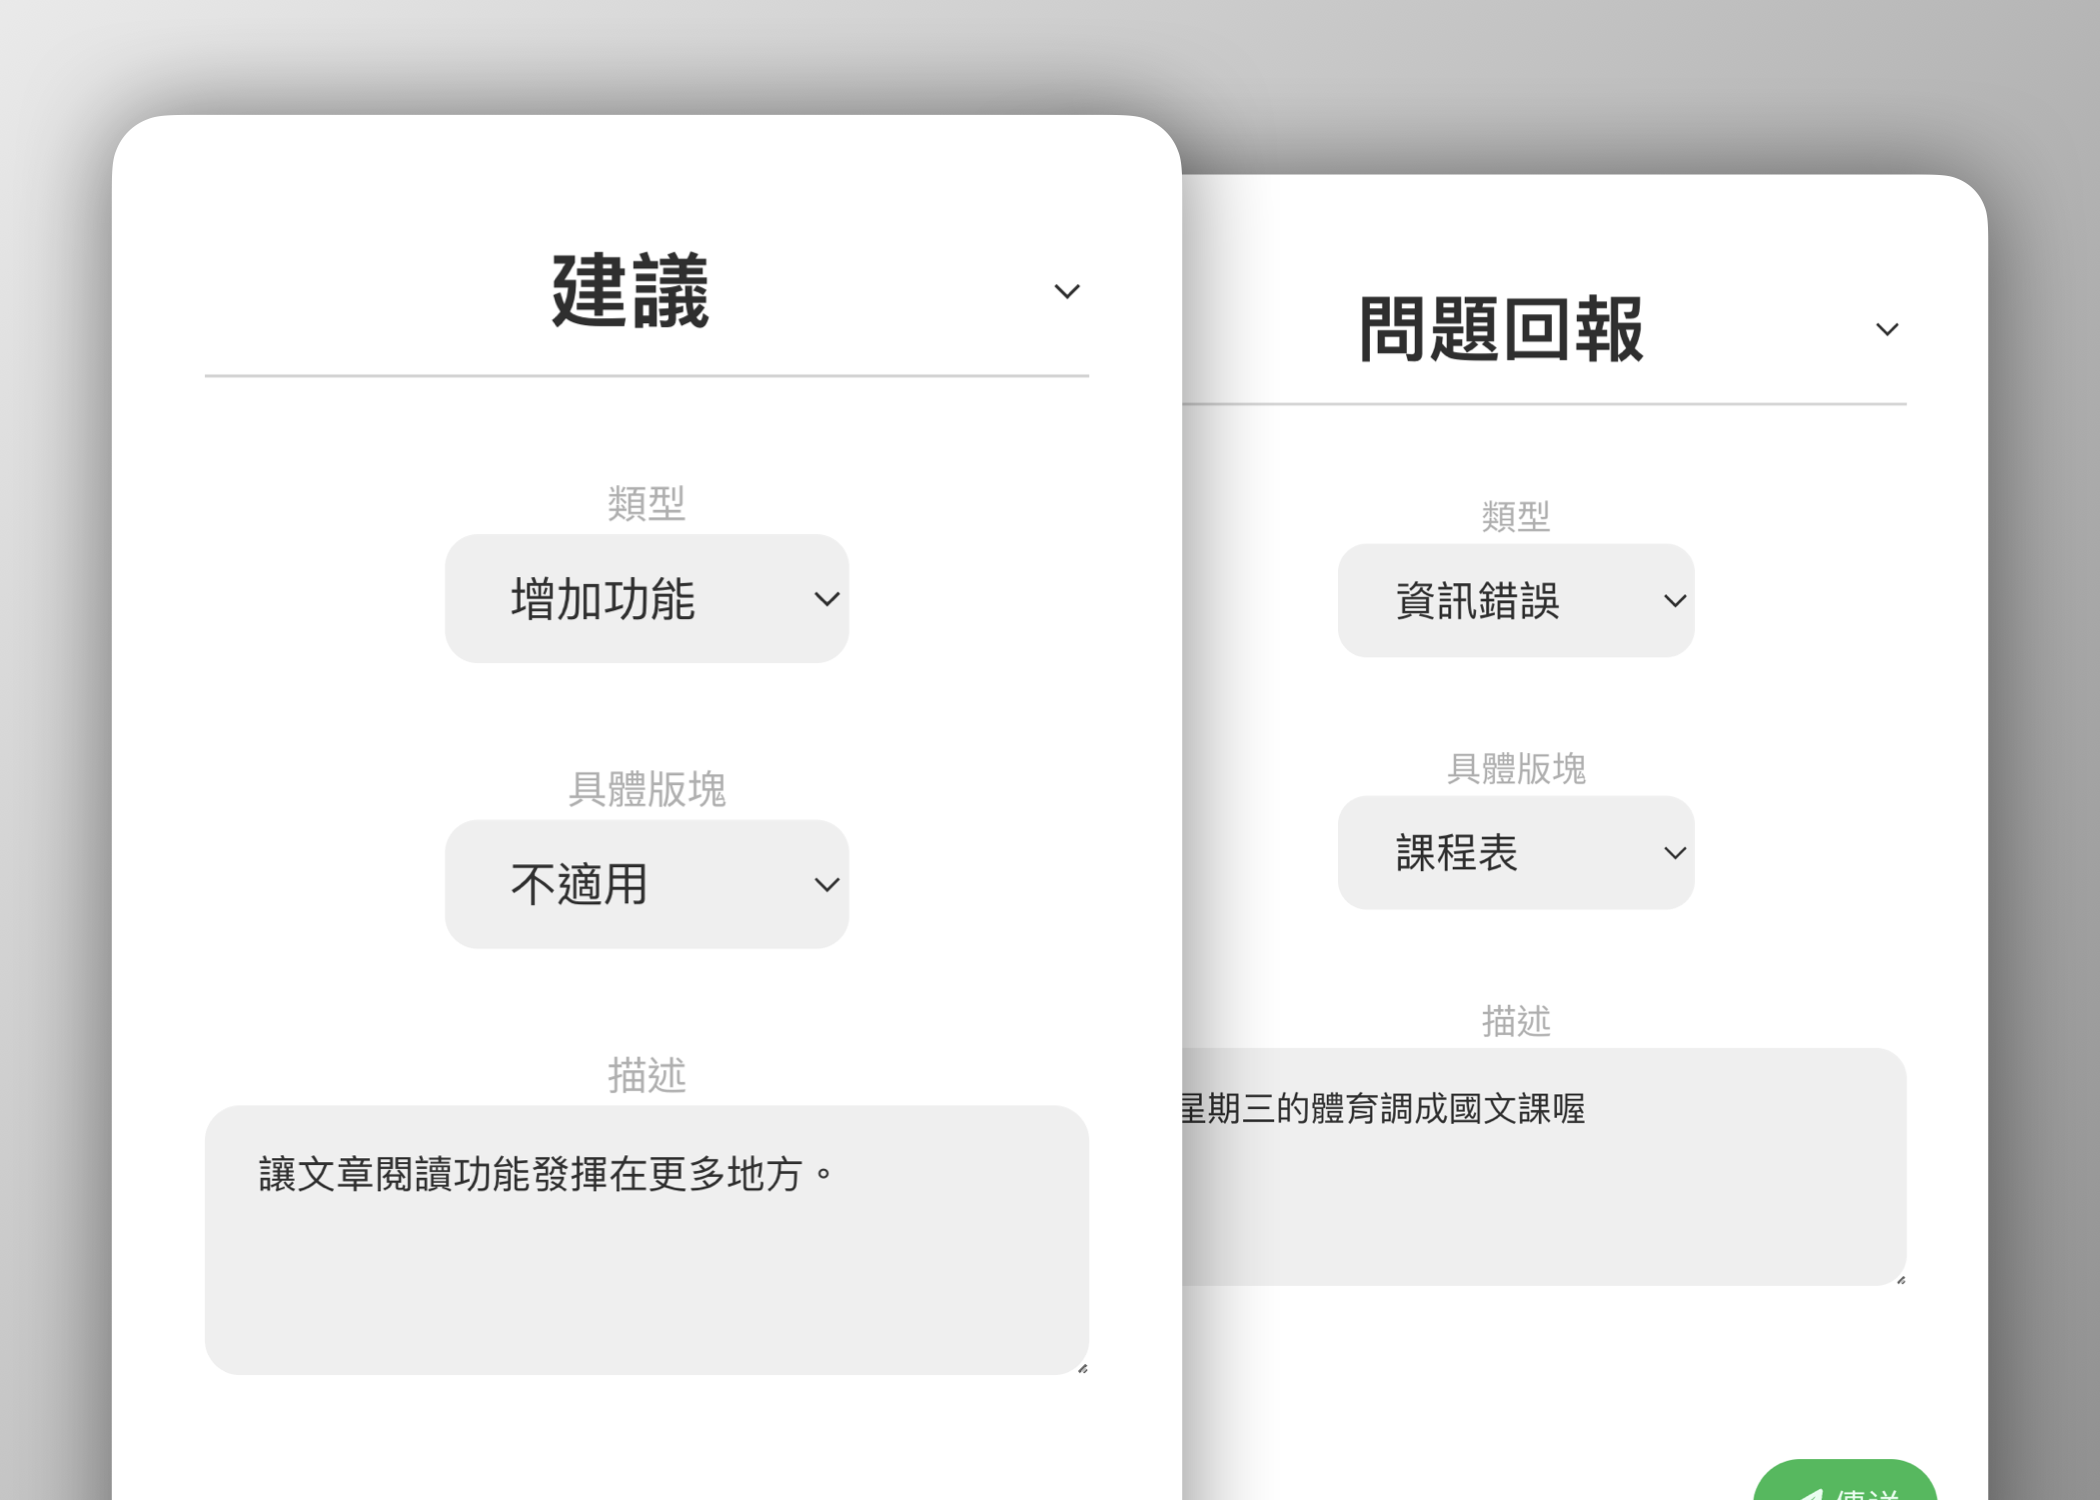 建議
類型
增加功能
具體版塊
不適用
描述
讓文章閱讀功能發揮在更多地方。
問題回報
類型
資訊錯誤
具體版塊
課程表
描述
星期三的體育調成國文課喔
傳送